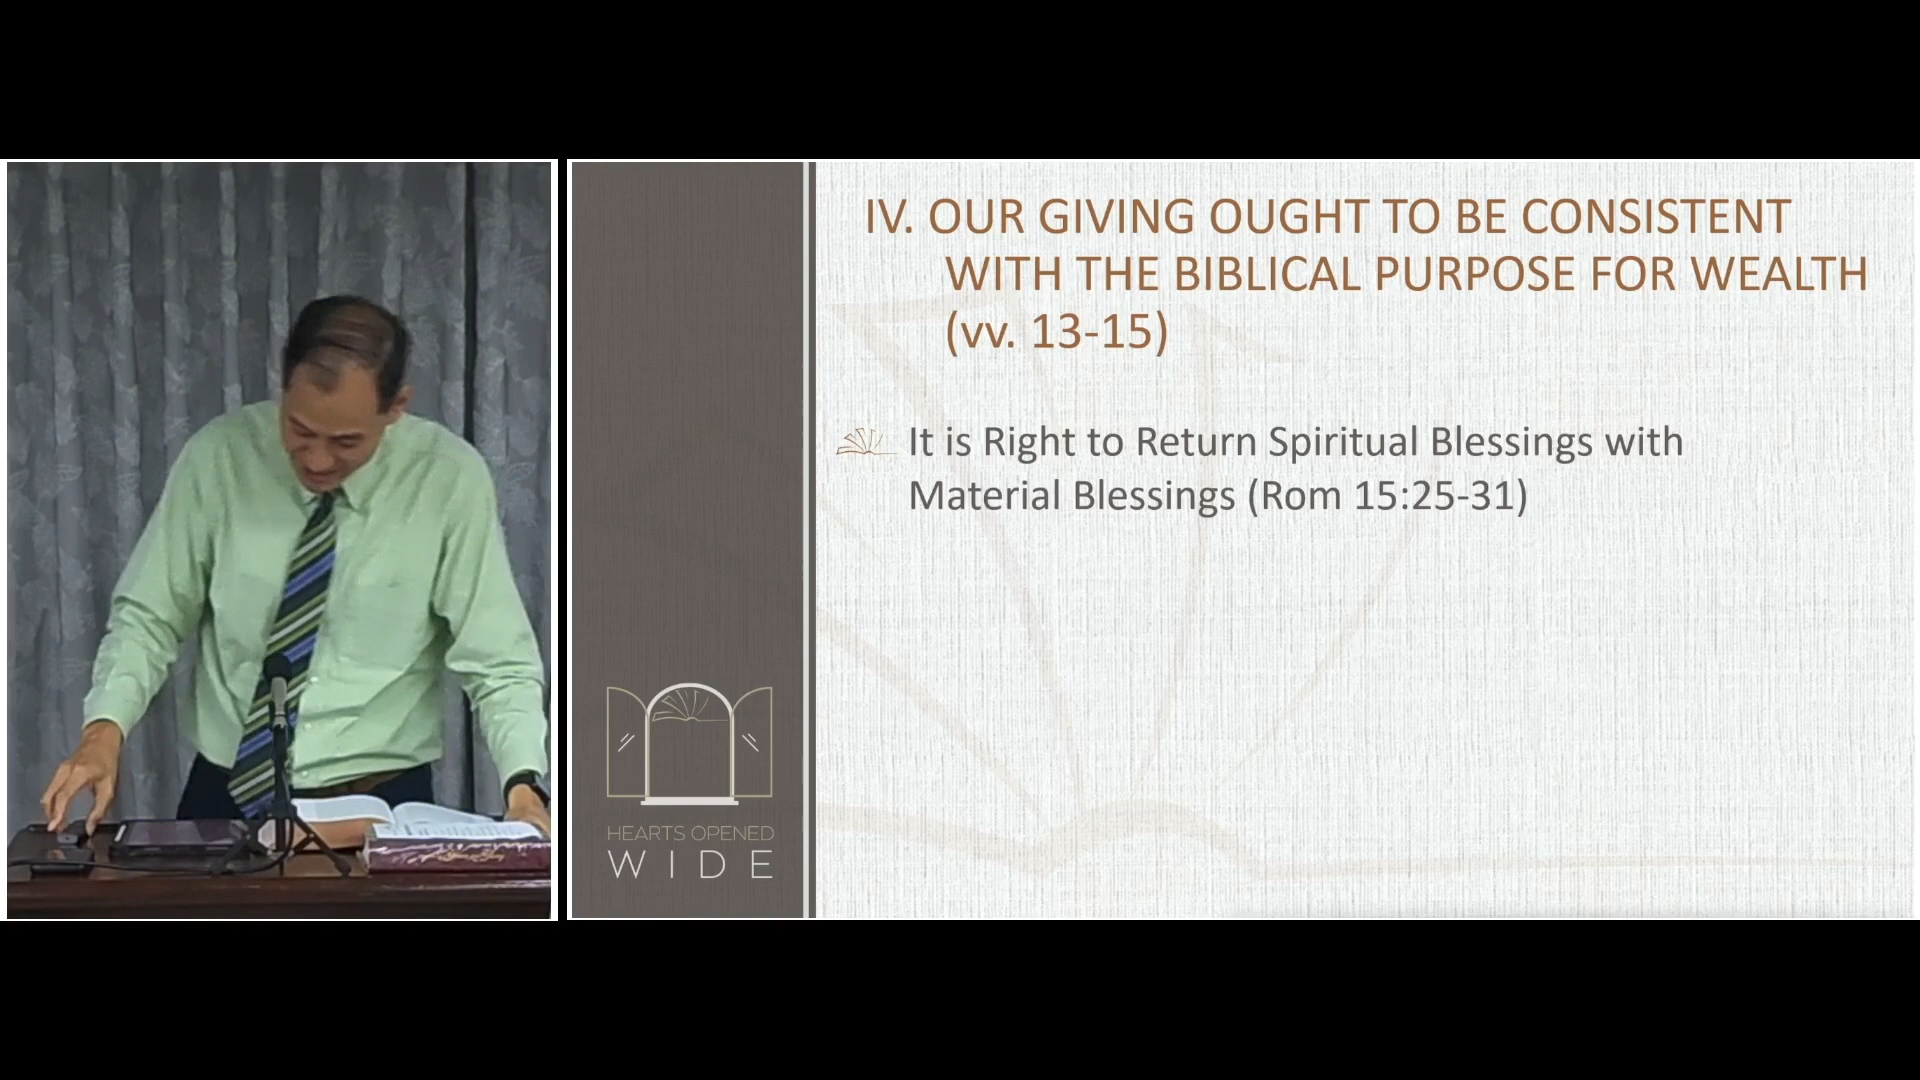 IV. OUR GIVING OUGHT TO BE CONSISTENT
WITH THE BIBLICAL PURPOSE FOR WEALTH
(vv. 13-15)
It is Right to Return Spiritual Blessings with
Material Blessings (Rom 15:25-31)
HEARTS OPENED
WIDE